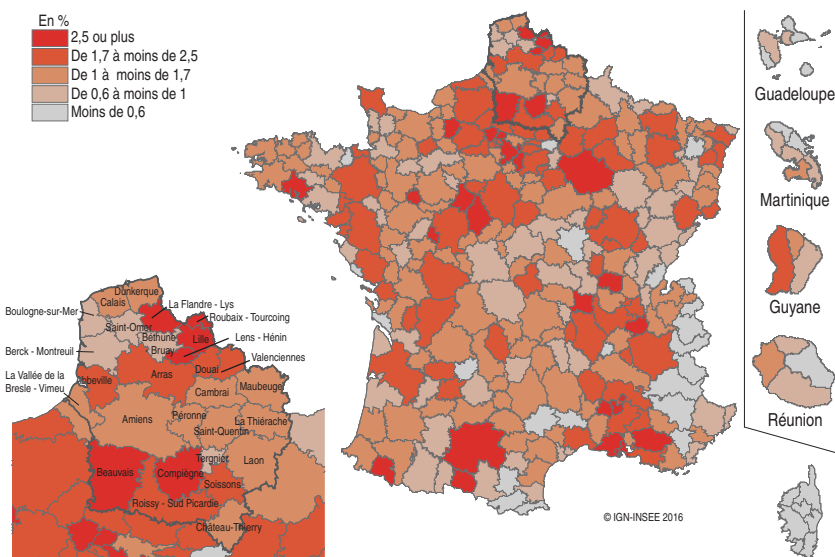 En %
2,5 ou plus
De 1,7 à moins de 2,5
De 1 à moins de 1,7
De 0,6 à moins de 1
Moins de 0,6
Guadeloupe
Martinique
Guyane
Réunion
© IGN-INSEE 2016
Dunkerque
Calais
La Flandre - Lys
Boulogne-sur-Mer
Roubaix - Tourcoing
Saint-Omer
Béthune
Lille
Lens - Hénin
Bruay
Berck - Montreuil
Valenciennes
Douai
La Vallée de la
Bresle - Vimeu
Abbeville
Arras
Cambrai
Maubeuge
Amiens
Péronne
La Thiérache
Saint-Quentin
Tergnier
Laon
Beauvais
Compiègne
Soissons
Roissy - Sud Picardie
Château-Thierry